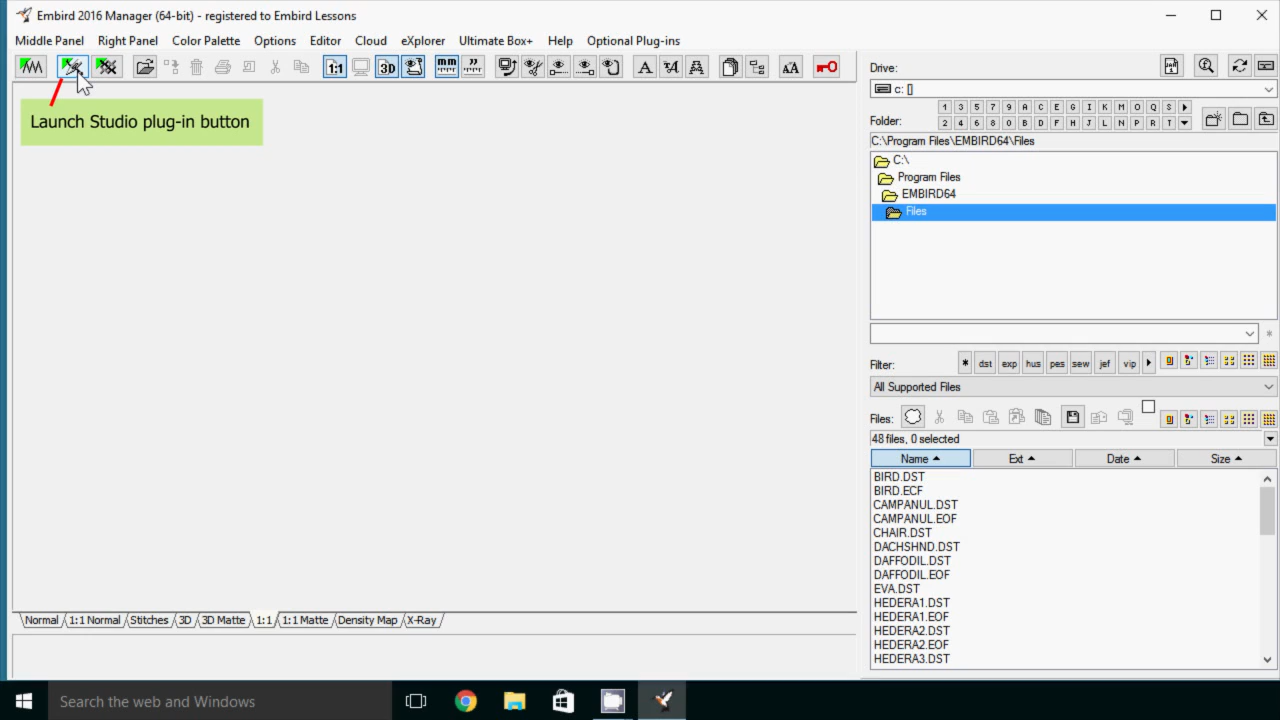 Embird 2016 Manager (64-bit) - registered to Embird Lessons
Middle Panel Right Panel Color Palette Options Editor Cloud eXplorer Ultimate Box+ Help Optional Plug-ins
1:1 3D mm
Launch Studio plug-in button
Drive:
c: []
1 3 5 7 9 A C E G I K M O Q S
Folder:
2 4 6 8 0 B D F H J L N P R T
C:\Program Files\EMBIRD64\Files
C:\
Program Files
EMBIRD64
Files
Filter:
* dst exp hus pes sew jef vip
All Supported Files
Files:
48 files, 0 selected
Name Ext Date Size
BIRD.DST
BIRD.ECF
CAMPANUL.DST
CAMPANUL.EOF
CHAIR.DST
DACHSHND.DST
DAFFODIL.DST
DAFFODIL.EOF
EVA.DST
HEDERA1.DST
HEDERA1.EOF
HEDERA2.DST
HEDERA2.EOF
HEDERA3.DST
Normal 1:1 Normal Stitches 3D 3D Matte 1:1 1:1 Matte Density Map X-Ray
Search the web and Windows